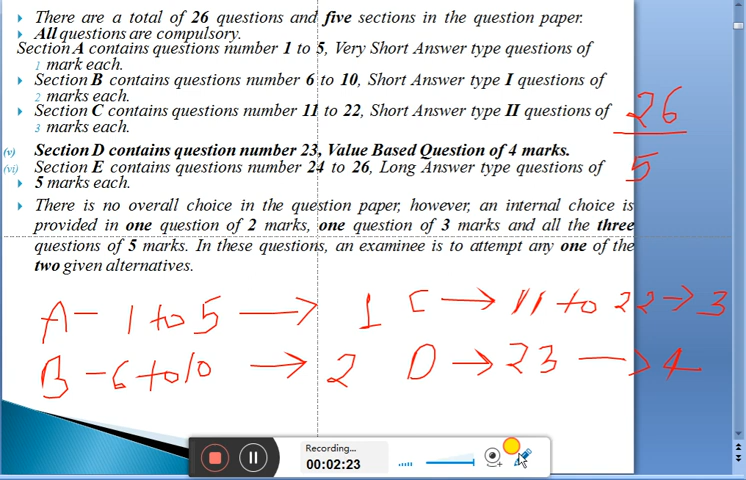 There are a total of 26 questions and five sections in the question paper.
All questions are compulsory.
Section A contains questions number 1 to 5, Very Short Answer type questions of
1 mark each.
Section B contains questions number 6 to 10, Short Answer type I questions of
2 marks each.
Section C contains questions number 11 to 22, Short Answer type II questions of
3 marks each.
(v) Section D contains question number 23, Value Based Question of 4 marks.
(vi) Section E contains questions number 24 to 26, Long Answer type questions of
5 marks each.
There is no overall choice in the question paper, however, an internal choice is
provided in one question of 2 marks, one question of 3 marks and all the three
questions of 5 marks. In these questions, an examinee is to attempt any one of the
two given alternatives.
26
5
A - 1 to 5 → 1 C → 11 to 22 → 3
B - 6 to 10 → 2 D → 23 → 4
Recording...
00:02:23